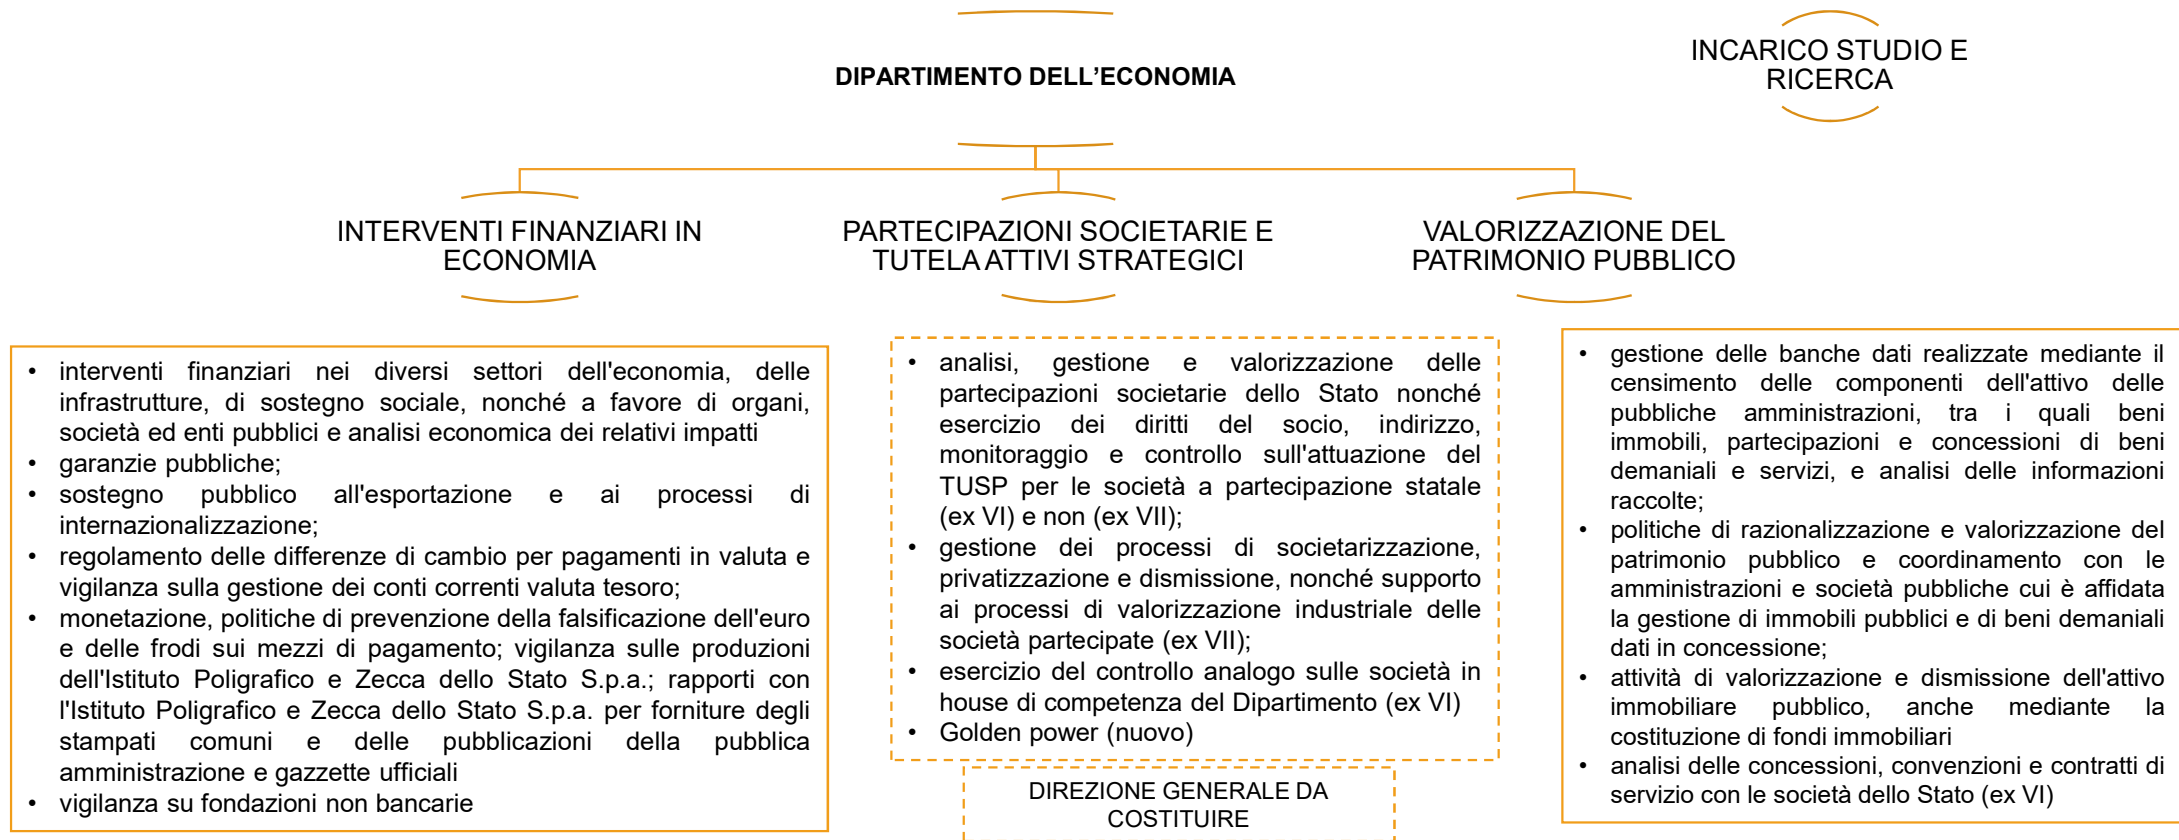 DIPARTIMENTO DELL’ECONOMIA
INCARICO STUDIO E
RICERCA
INTERVENTI FINANZIARI IN
ECONOMIA
PARTECIPAZIONI SOCIETARIE E
TUTELA ATTIVI STRATEGICI
VALORIZZAZIONE DEL
PATRIMONIO PUBBLICO
• interventi finanziari nei diversi settori dell'economia, delle
infrastrutture, di sostegno sociale, nonché a favore di organi,
società ed enti pubblici e analisi economica dei relativi impatti
• garanzie pubbliche;
• sostegno pubblico all'esportazione e ai processi di
internazionalizzazione;
• regolamento delle differenze di cambio per pagamenti in valuta e
vigilanza sulla gestione dei conti correnti valuta tesoro;
• monetazione, politiche di prevenzione della falsificazione dell'euro
e delle frodi sui mezzi di pagamento; vigilanza sulle produzioni
dell'Istituto Poligrafico e Zecca dello Stato S.p.a.; rapporti con
l'Istituto Poligrafico e Zecca dello Stato S.p.a. per forniture degli
stampati comuni e delle pubblicazioni della pubblica
amministrazione e gazzette ufficiali
• vigilanza su fondazioni non bancarie
• analisi, gestione e valorizzazione delle
partecipazioni societarie dello Stato nonché
esercizio dei diritti del socio, indirizzo,
monitoraggio e controllo sull'attuazione del
TUSP per le società a partecipazione statale
(ex VI) e non (ex VII);
• gestione dei processi di societarizzazione,
privatizzazione e dismissione, nonché supporto
ai processi di valorizzazione industriale delle
società partecipate (ex VII);
• esercizio del controllo analogo sulle società in
house di competenza del Dipartimento (ex VI)
• Golden power (nuovo)
DIREZIONE GENERALE DA
COSTITUIRE
• gestione delle banche dati realizzate mediante il
censimento delle componenti dell'attivo delle
pubbliche amministrazioni, tra i quali beni
immobili, partecipazioni e concessioni di beni
demaniali e servizi, e analisi delle informazioni
raccolte;
• politiche di razionalizzazione e valorizzazione del
patrimonio pubblico e coordinamento con le
amministrazioni e società pubbliche cui è affidata
la gestione di immobili pubblici e di beni demaniali
dati in concessione;
• attività di valorizzazione e dismissione dell'attivo
immobiliare pubblico, anche mediante la
costituzione di fondi immobiliari
• analisi delle concessioni, convenzioni e contratti di
servizio con le società dello Stato (ex VI)